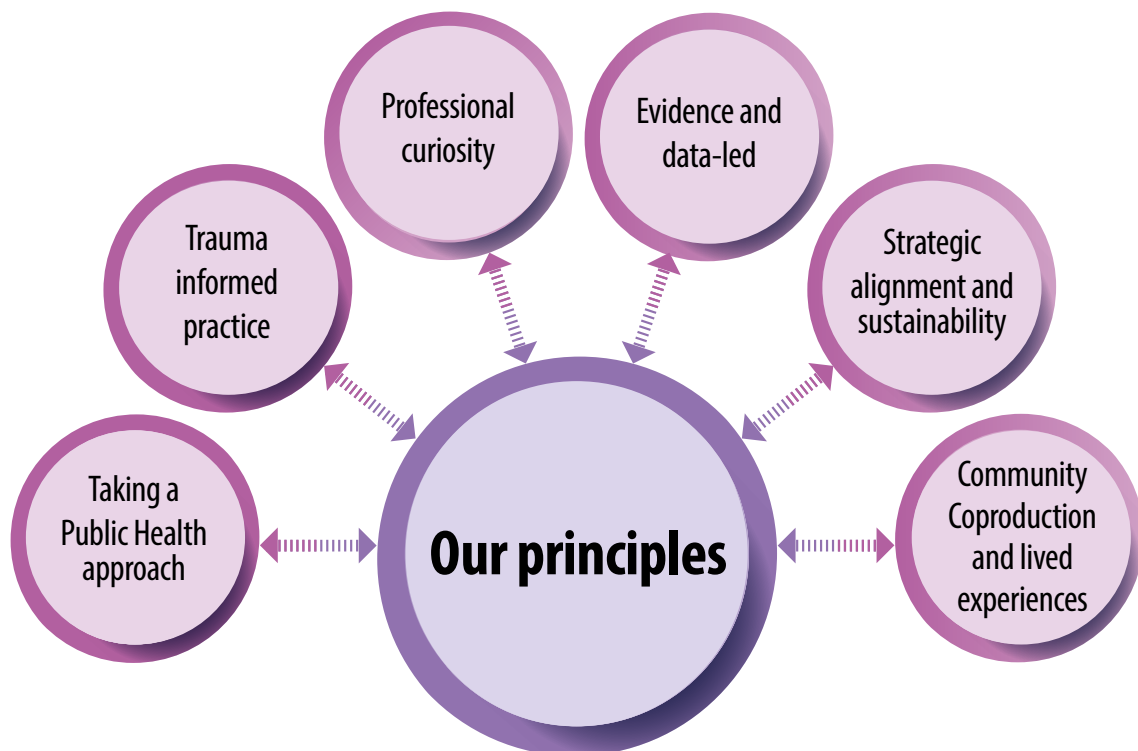 Professional
curiosity
Evidence and
data-led
Trauma
informed
practice
Strategic
alignment and
sustainability
Taking a
Public Health
approach
Community
Coproduction
and lived
experiences
Our principles